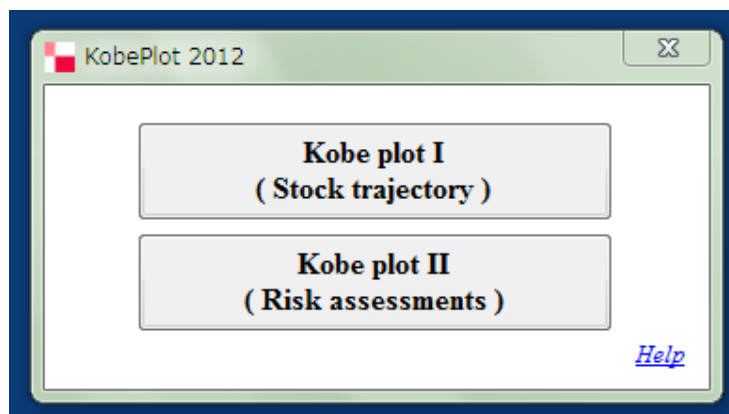 KobePlot 2012
Kobe plot I
( Stock trajectory )
Kobe plot II
( Risk assessments )
Help